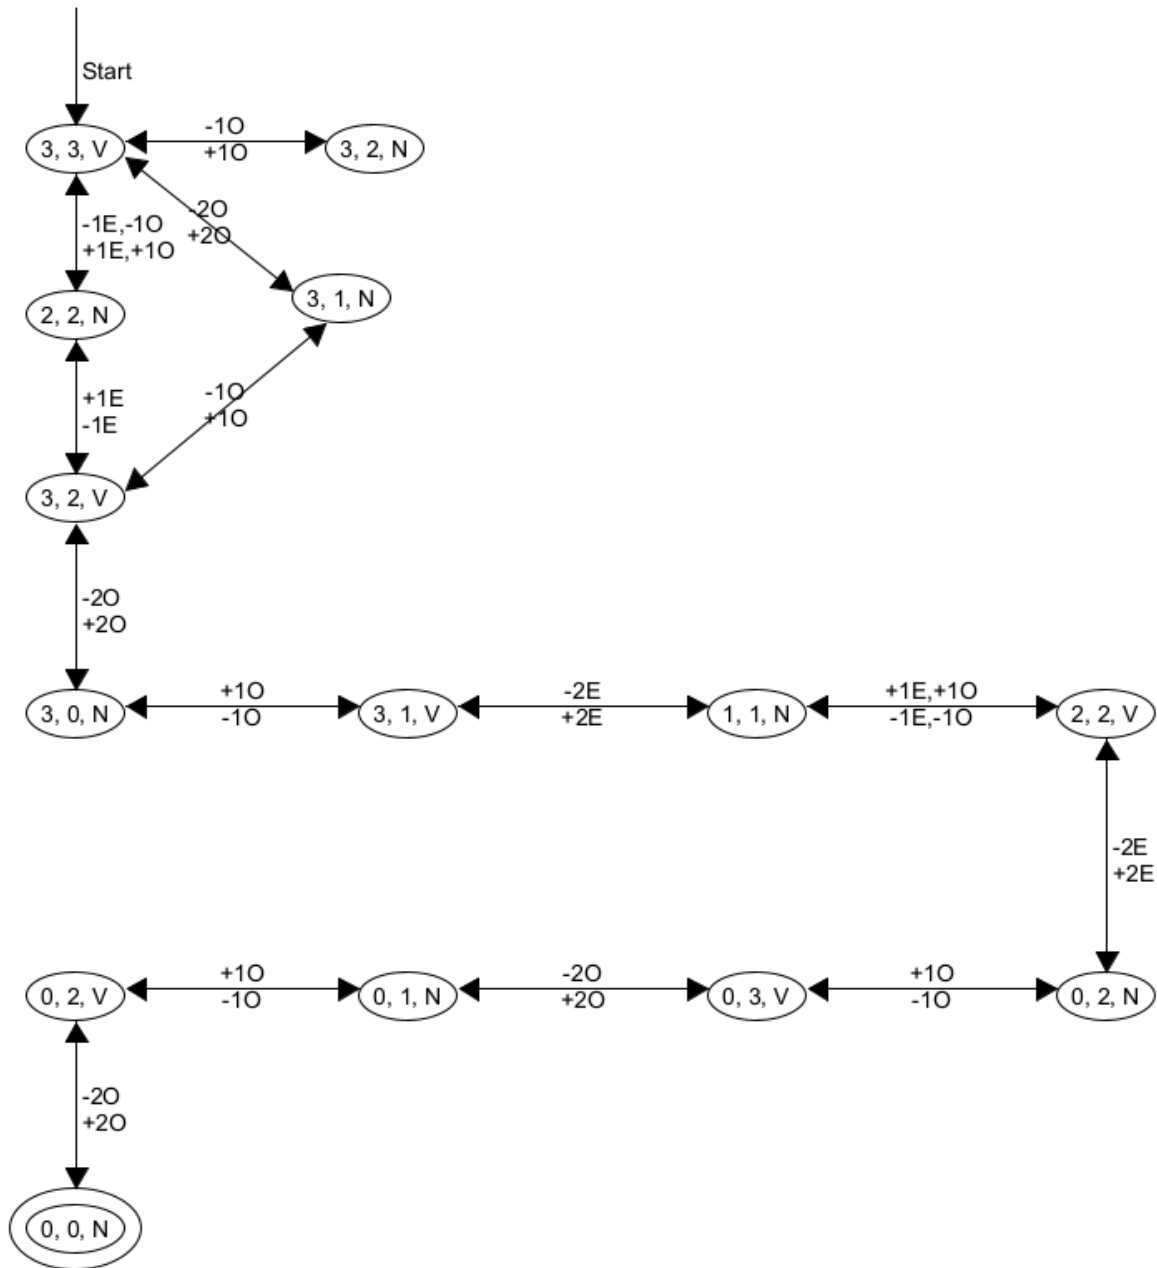 Start
3, 3, V
-1O
+1O
3, 2, N
-2O
+2O
-1E,-1O
+1E,+1O
3, 1, N
2, 2, N
-1O
+1O
+1E
-1E
3, 2, V
-2O
+2O
3, 0, N
+1O
-1O
3, 1, V
-2E
+2E
1, 1, N
+1E,+1O
-1E,-1O
2, 2, V
-2E
+2E
0, 2, V
+1O
-1O
0, 1, N
-2O
+2O
0, 3, V
+1O
-1O
0, 2, N
-2O
+2O
0, 0, N